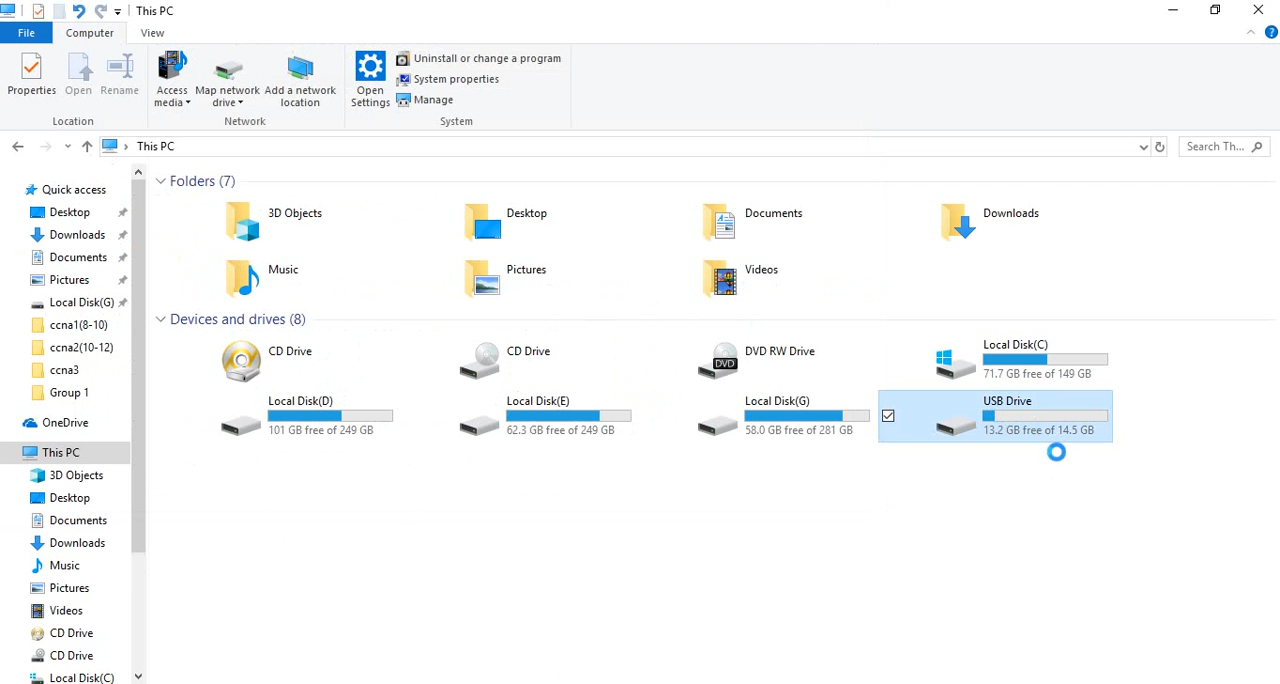 This PC
File Computer View
Properties Open Rename Access media Map network drive Add a network location Open Settings Uninstall or change a program
System properties
Manage
Location Network System
This PC Search Th...
Quick access
Desktop
Downloads
Documents
Pictures
Local Disk(G)
ccna1(8-10)
ccna2(10-12)
ccna3
Group 1
OneDrive
This PC
3D Objects
Desktop
Documents
Downloads
Music
Pictures
Videos
CD Drive
CD Drive
Local Disk(C)
Folders (7)
3D Objects Desktop Documents Downloads
Music Pictures Videos
Devices and drives (8)
CD Drive CD Drive DVD DVD RW Drive Local Disk(C)
71.7 GB free of 149 GB
Local Disk(D) Local Disk(E) Local Disk(G) USB Drive
101 GB free of 249 GB 62.3 GB free of 249 GB 58.0 GB free of 281 GB 13.2 GB free of 14.5 GB